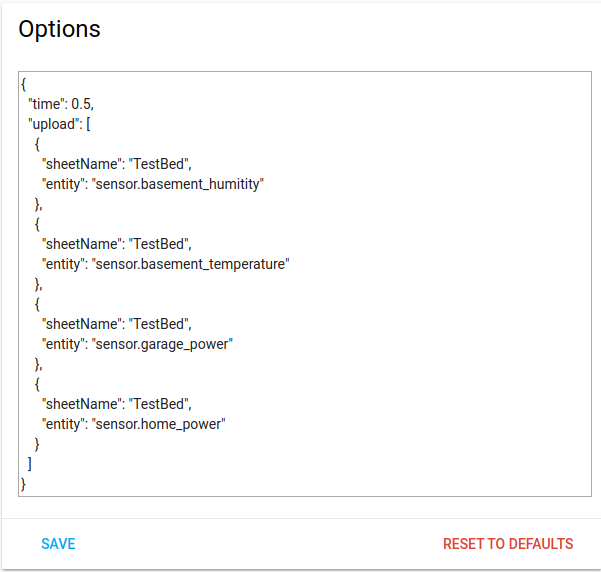 Options
{
"time": 0.5,
"upload": [
{
"sheetName": "TestBed",
"entity": "sensor.basement_humitity"
},
{
"sheetName": "TestBed",
"entity": "sensor.basement_temperature"
},
{
"sheetName": "TestBed",
"entity": "sensor.garage_power"
},
{
"sheetName": "TestBed",
"entity": "sensor.home_power"
}
]
}
SAVE RESET TO DEFAULTS